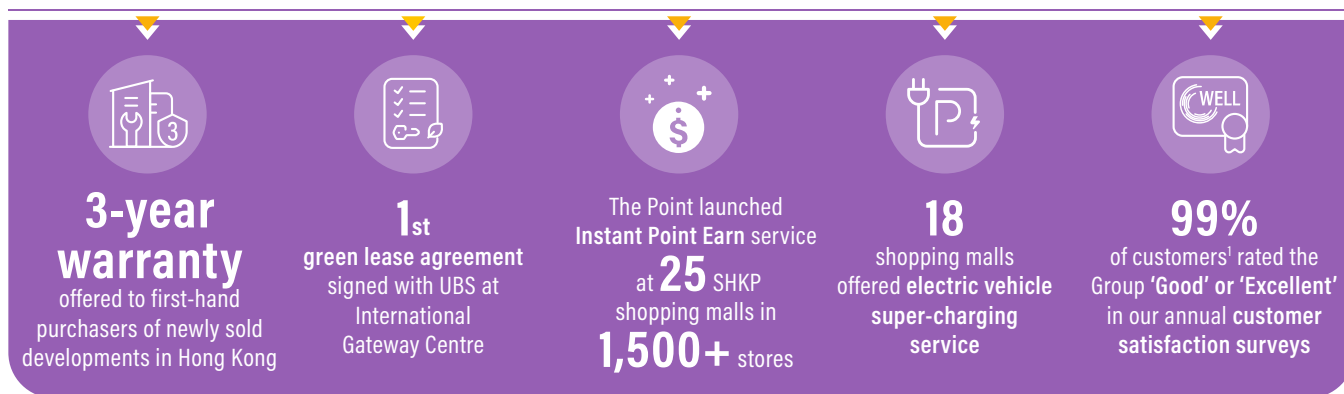 3
3-year
warranty
offered to first-hand
purchasers of newly sold
developments in Hong Kong
1st
green lease agreement
signed with UBS at
International
Gateway Centre
$
The Point launched
Instant Point Earn service
at 25 SHKP
shopping malls in
1,500+ stores
P
18
shopping malls
offered electric vehicle
super-charging
service
WELL
99%
of customers¹ rated the
Group ‘Good’ or ‘Excellent’
in our annual customer
satisfaction surveys